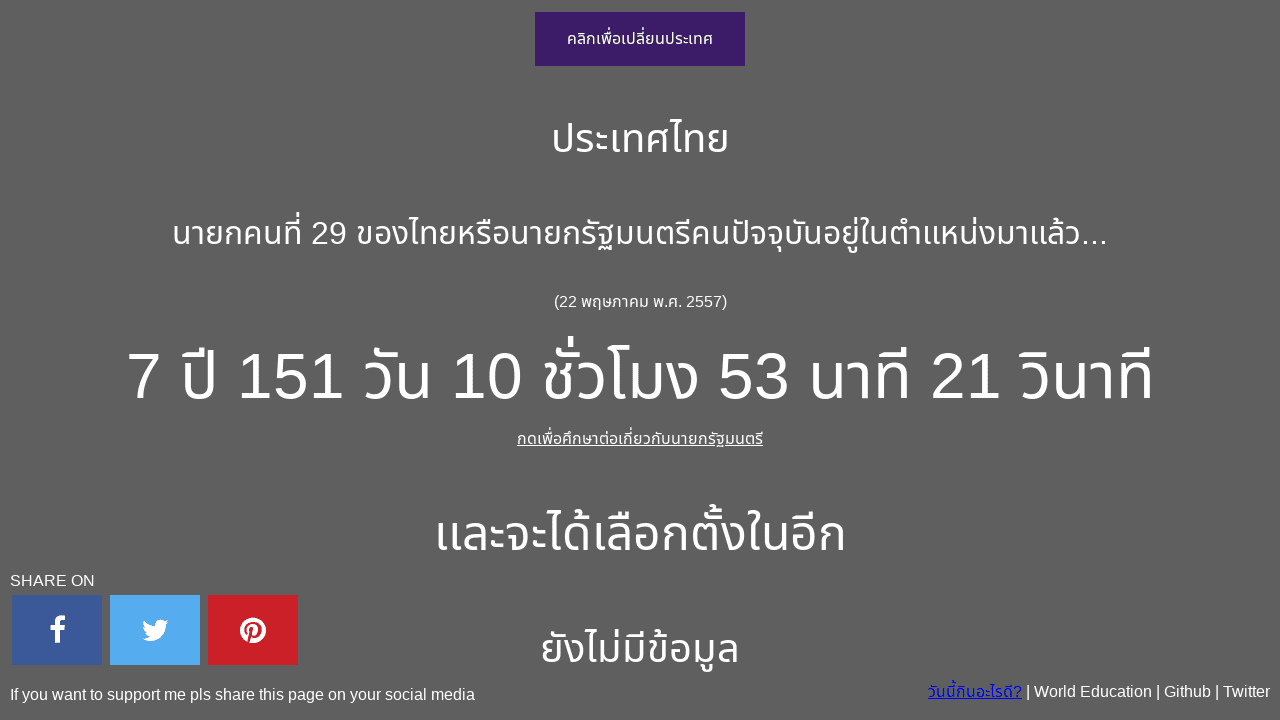 คลิกเพื่อเปลี่ยนประเทศ
ประเทศไทย
นายกคนที่ 29 ของไทยหรือนายกรัฐมนตรีคนปัจจุบันอยู่ในตำแหน่งมาแล้ว...
(22 พฤษภาคม พ.ศ. 2557)
7 ปี 151 วัน 10 ชั่วโมง 53 นาที 21 วินาที
กดเพื่อศึกษาต่อเกี่ยวกับนายกรัฐมนตรี
และจะได้เลือกตั้งในอีก
ยังไม่มีข้อมูล
SHARE ON
If you want to support me pls share this page on your social media
วันนี้กินอะไรดี? | World Education | Github | Twitter